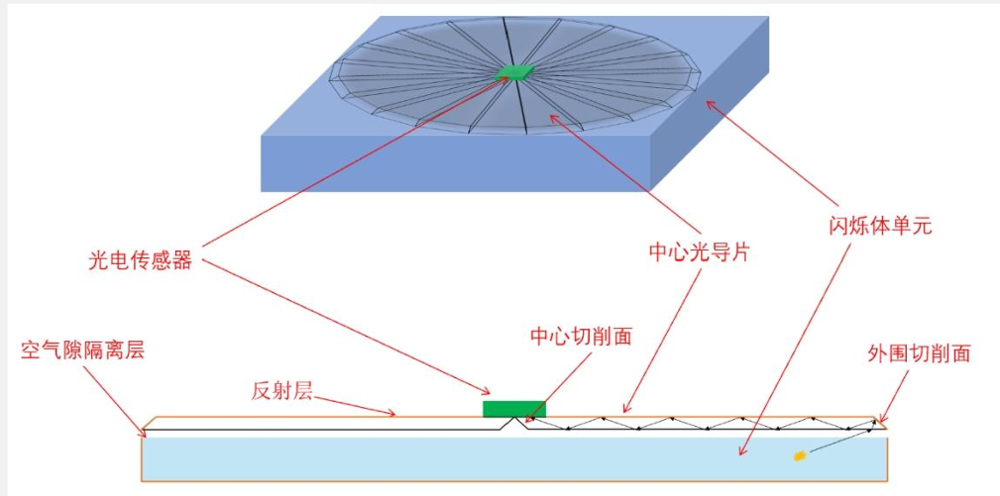 闪烁体单元
中心光导片
光电传感器
中心切削面
空气隙隔离层
外围切削面
反射层